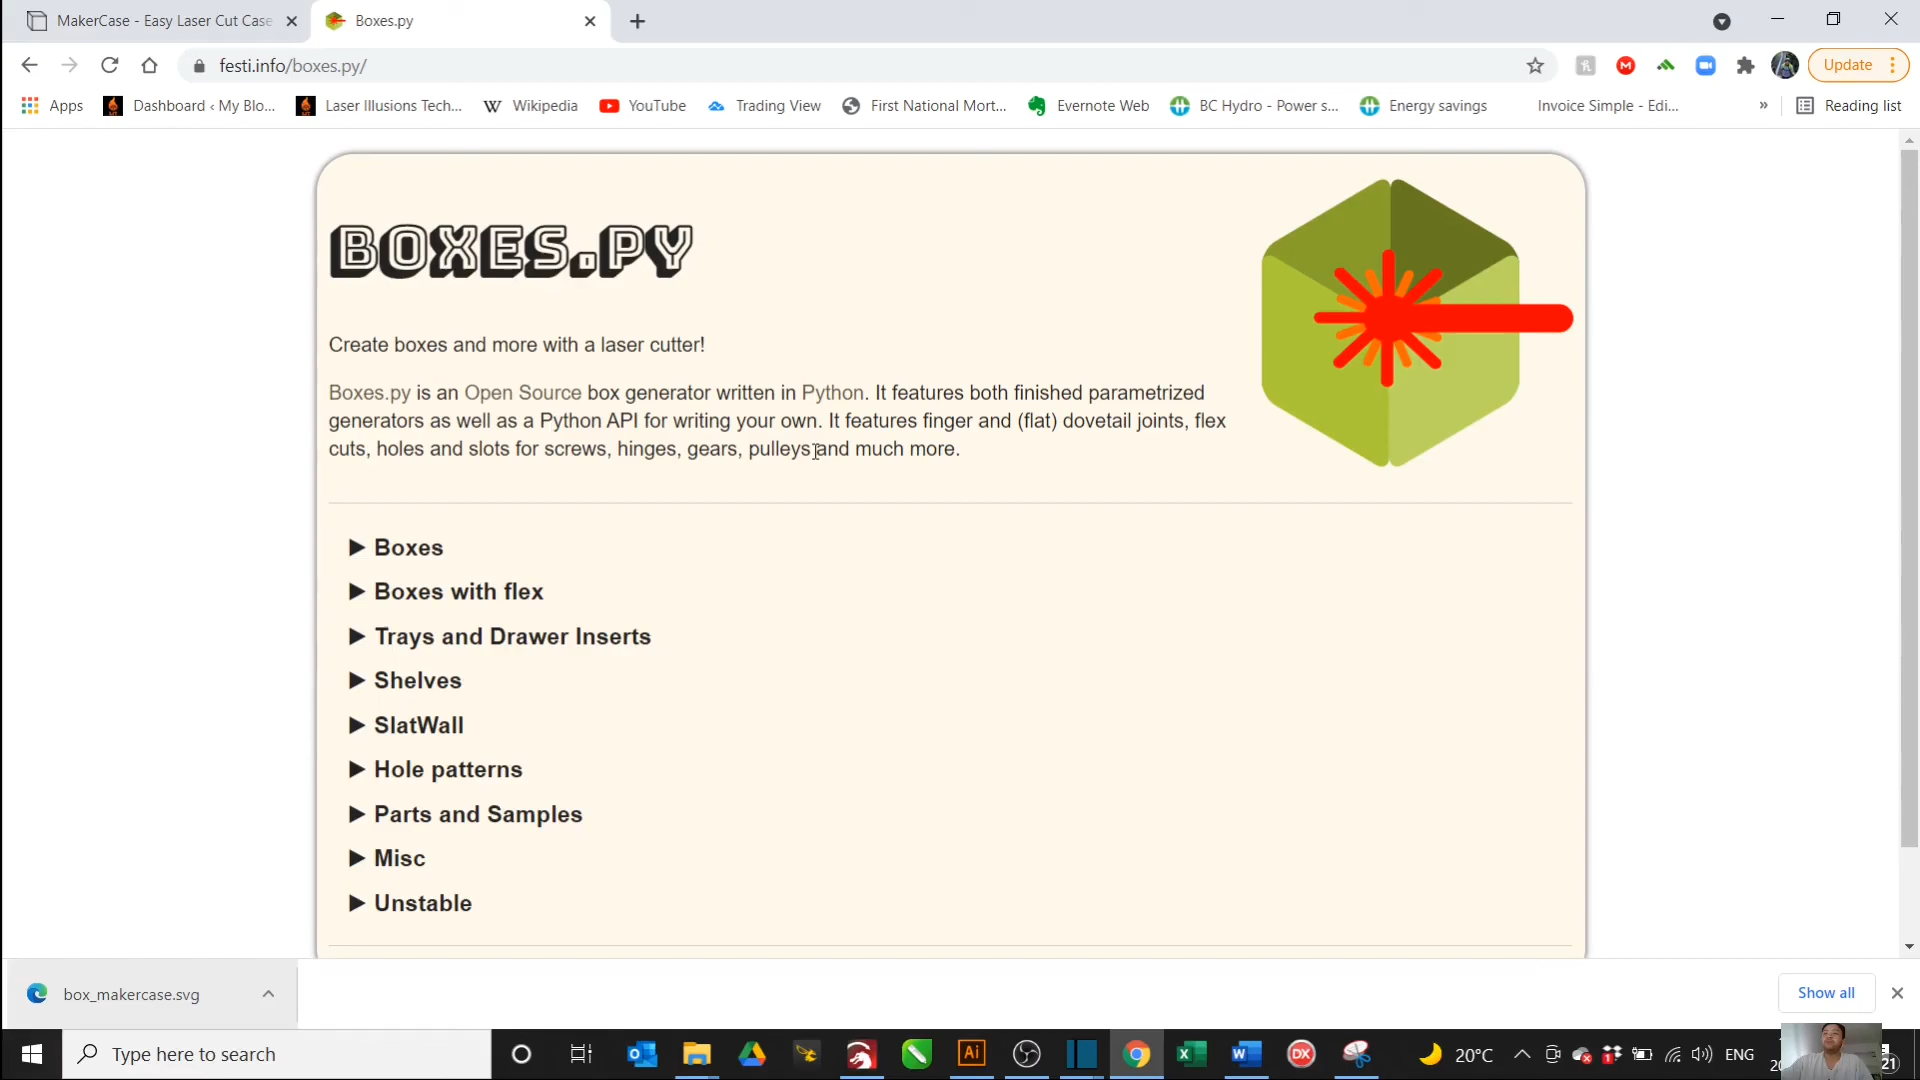 MakerCase - Easy Laser Cut Case
Boxes.py
festi.info/boxes.py/
Update
Apps
Dashboard ‹ My Blo...
Laser Illusions Tech...
Wikipedia
YouTube
Trading View
First National Mort...
Evernote Web
BC Hydro - Power s...
Energy savings
Invoice Simple - Edi...
»
Reading list
BOXES.PY
Create boxes and more with a laser cutter!
Boxes.py is an Open Source box generator written in Python. It features both finished parametrized
generators as well as a Python API for writing your own. It features finger and (flat) dovetail joints, flex
cuts, holes and slots for screws, hinges, gears, pulleys and much more.
▶ Boxes
▶ Boxes with flex
▶ Trays and Drawer Inserts
▶ Shelves
▶ SlatWall
▶ Hole patterns
▶ Parts and Samples
▶ Misc
▶ Unstable
box_makercase.svg
Show all
Type here to search
20°C
ENG